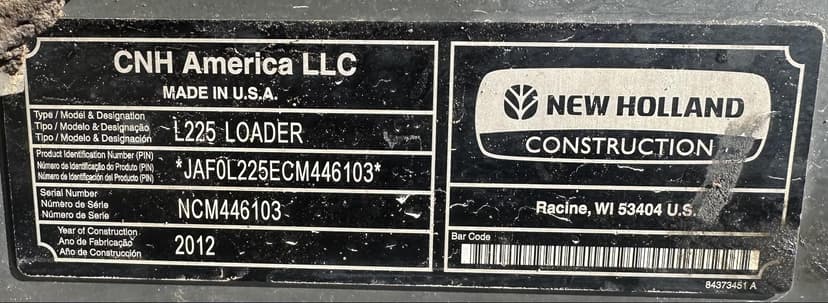 CNH America LLC
MADE IN U.S.A.
Type / Model & Designation
Tipo / Modelo & Designação
Tipo / Modelo & Designación
L225 LOADER
Product Identification Number (PIN)
Número de Identificação do Produto (PIN)
Número de Identificación del Producto (PIN)
*JAF0L225ECM446103*
Serial Number
Número de Série
Número de Serie
NCM446103
Year of Construction
Ano de Fabricação
Año de Construcción
2012
NEW HOLLAND
CONSTRUCTION
Racine, WI 53404 U.S.
Bar Code
84373451 A